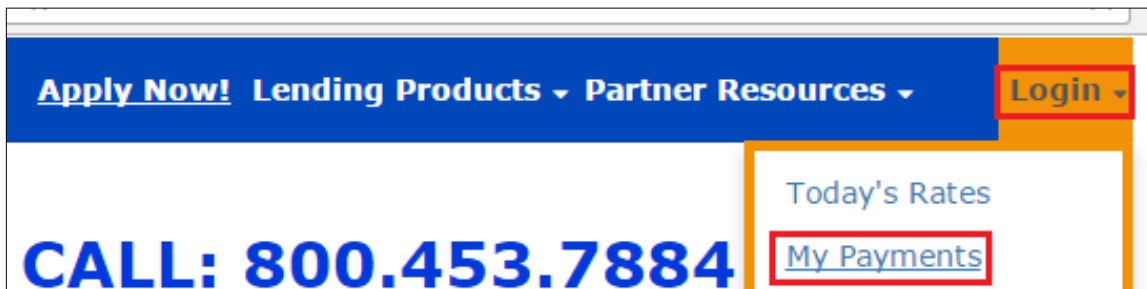 Apply Now! Lending Products Partner Resources Login
Today's Rates
CALL: 800.453.7884 My Payments